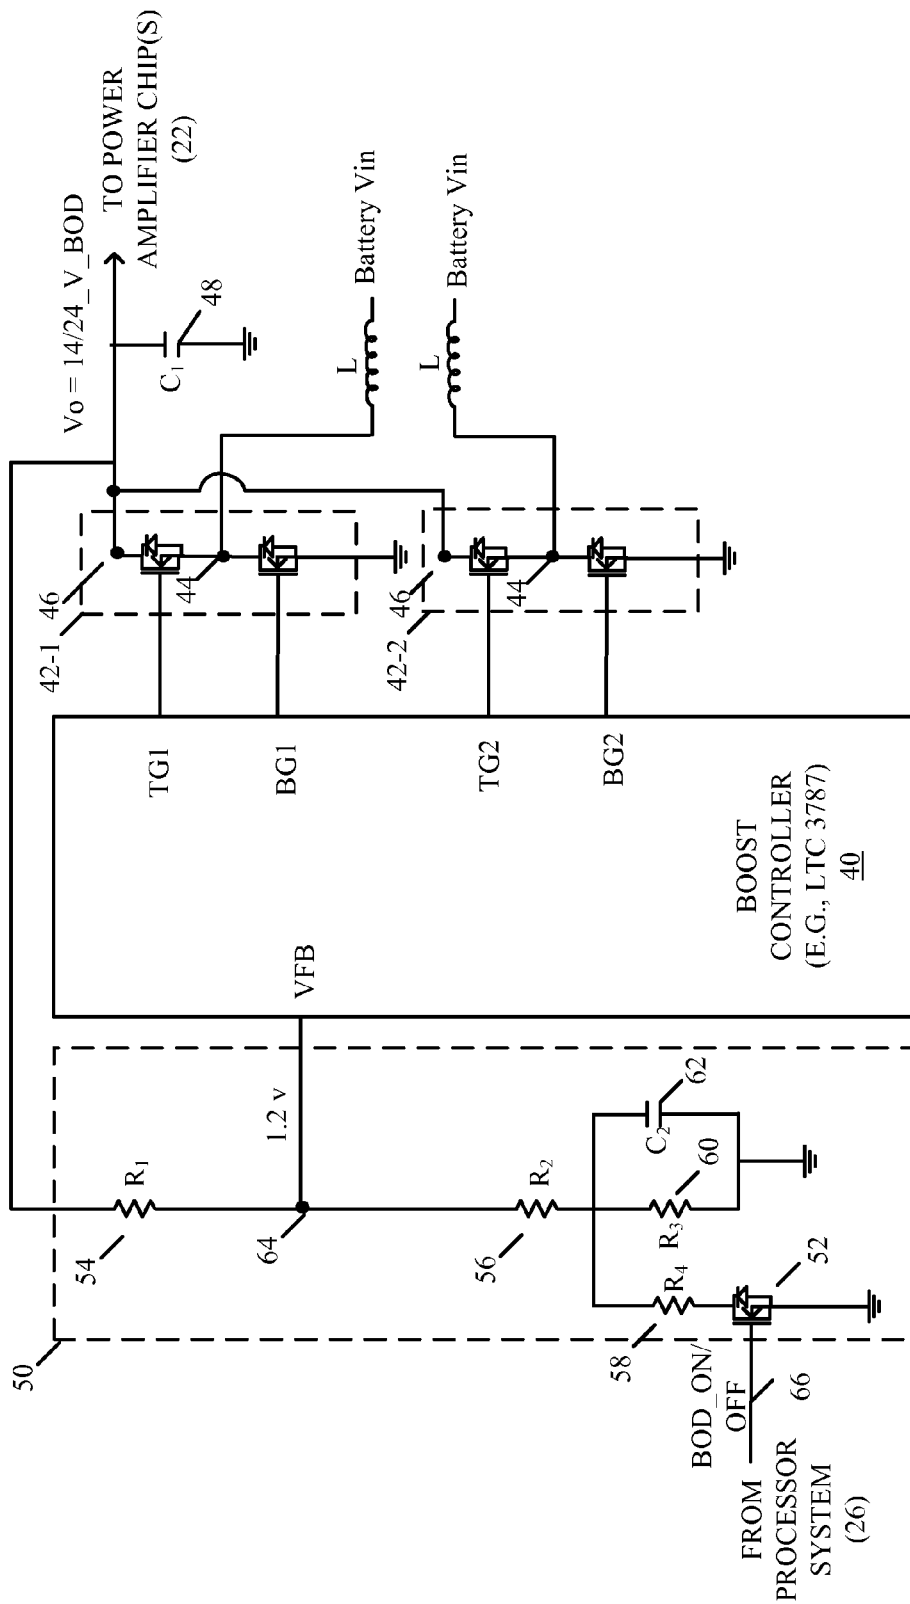 50
54
R₁
64
1.2 v
VFB
56
R₂
58
R₄
R₃
60
C₂
62
52
BOD_ON/
OFF
66
FROM
PROCESSOR
SYSTEM
(26)
BOOST
CONTROLLER
(E.G., LTC 3787)
40
TG1
BG1
TG2
BG2
42-1
46
44
42-2
46
44
Vo = 14/24_V_BOD
TO POWER
AMPLIFIER CHIP(S)
(22)
C₁
48
L
Battery Vin
L
Battery Vin